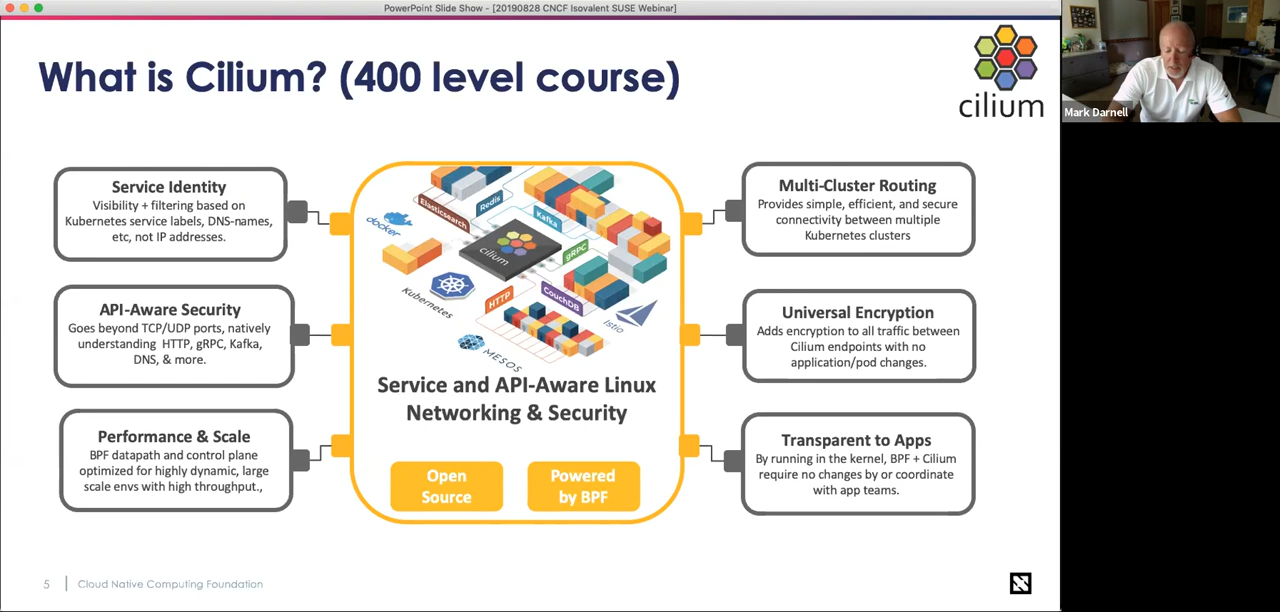 PowerPoint Slide Show - [20190828 CNCF Isovalent SUSE Webinar]
What is Cilium? (400 level course)
cilium
Mark Darnell
Service Identity
Visibility + filtering based on
Kubernetes service labels, DNS-names,
etc, not IP addresses.
API-Aware Security
Goes beyond TCP/UDP ports, natively
understanding HTTP, gRPC, Kafka,
DNS, & more.
Performance & Scale
BPF datapath and control plane
optimized for highly dynamic, large
scale envs with high throughput.,
Elasticsearch
Redis
Kafka
docker
cilium
gRPC
Kubernetes
HTTP
CouchDB
Istio
MESOS
Service and API-Aware Linux
Networking & Security
Open
Source
Powered
by BPF
Multi-Cluster Routing
Provides simple, efficient, and secure
connectivity between multiple
Kubernetes clusters
Universal Encryption
Adds encryption to all traffic between
Cilium endpoints with no
application/pod changes.
Transparent to Apps
By running in the kernel, BPF + Cilium
require no changes by or coordinate
with app teams.
5
Cloud Native Computing Foundation